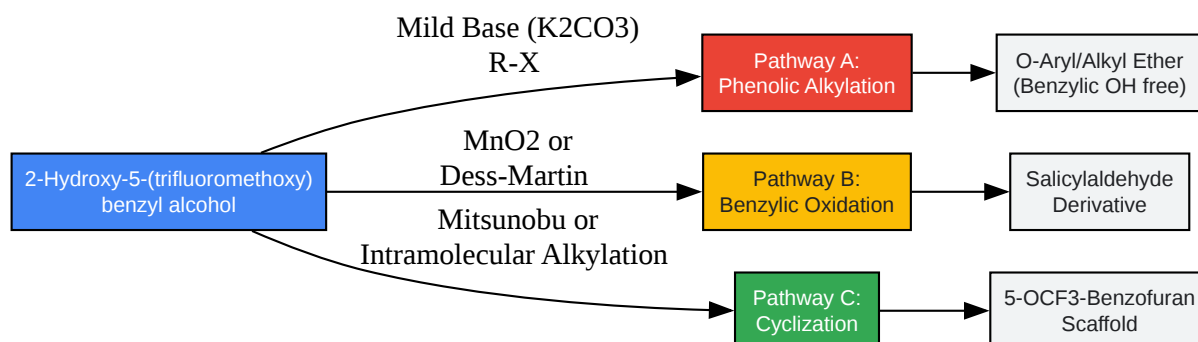 Mild Base (K2CO3)
R-X
Pathway A:
Phenolic Alkylation
O-Aryl/Alkyl Ether
(Benzylic OH free)
2-Hydroxy-5-(trifluoromethoxy)
benzyl alcohol
MnO2 or
Dess-Martin
Pathway B:
Benzylic Oxidation
Salicylaldehyde
Derivative
Mitsunobu or
Intramolecular Alkylation
Pathway C:
Cyclization
5-OCF3-Benzofuran
Scaffold